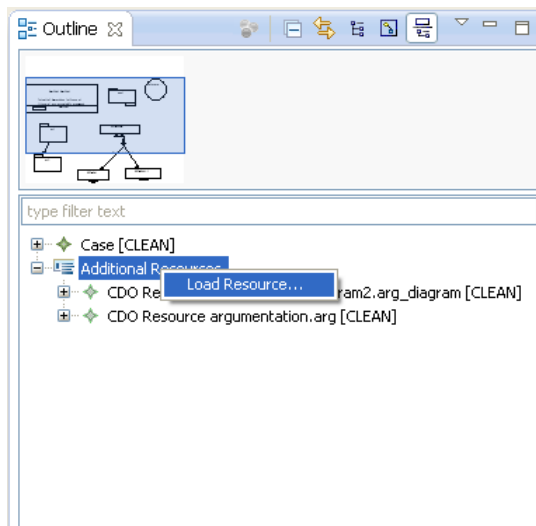 Outline
type filter text
Case [CLEAN]
Additional Resources
Load Resource...
CDO Re ram2.arg_diagram [CLEAN]
CDO Resource argumentation.arg [CLEAN]